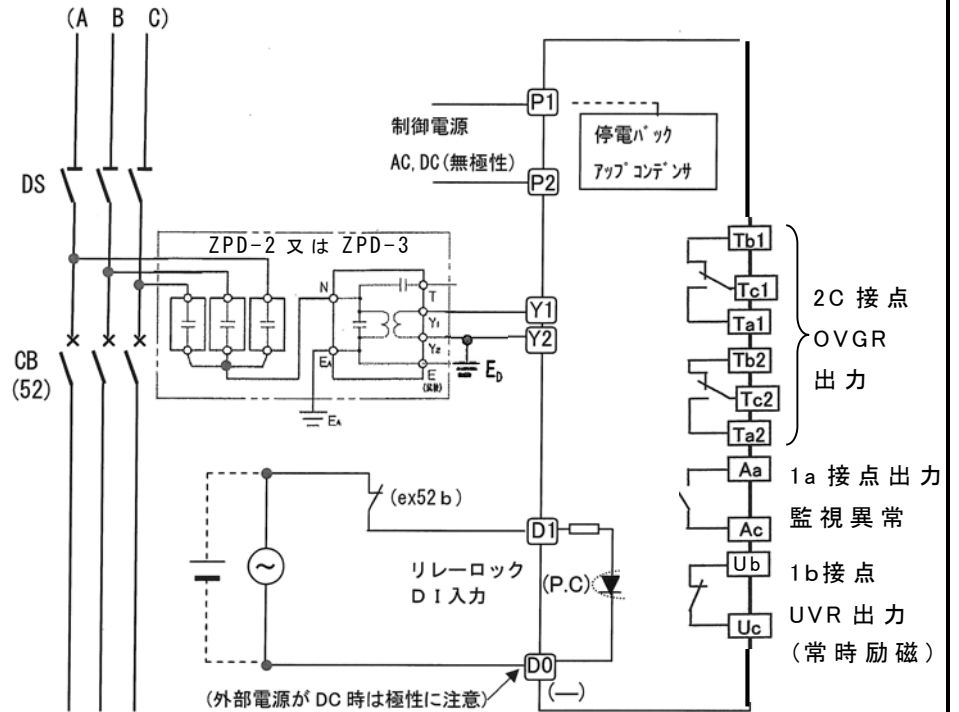 (A B C)
P1
制御電源
AC, DC(無極性)
P2
停電バック
アップコンデンサ
DS
ZPD-2 又は ZPD-3
N
T
Y1
Y2
EA
E
EA
ED
Y1
Y2
CB
(52)
Tb1
Tc1
Ta1
Tb2
Tc2
Ta2
2C 接点
OVGR
出力
Aa
Ac
1a 接点出力
監視異常
Ub
Uc
1b接点
UVR 出力
(常時励磁)
(ex52b)
D1
リレーロック
DI入力
(P.C)
D0
(—)
(外部電源が DC 時は極性に注意)